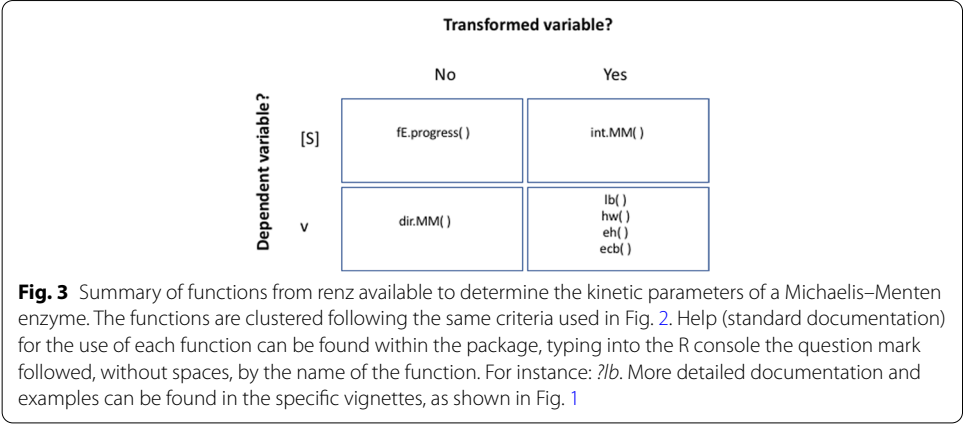 Transformed variable?
No Yes
Dependent variable?
[S] fE.progress( ) int.MM( )
v dir.MM( ) lb( )
hw( )
eh( )
ecb( )
Fig. 3 Summary of functions from renz available to determine the kinetic parameters of a Michaelis–Menten
enzyme. The functions are clustered following the same criteria used in Fig. 2. Help (standard documentation)
for the use of each function can be found within the package, typing into the R console the question mark
followed, without spaces, by the name of the function. For instance: ?lb. More detailed documentation and
examples can be found in the specific vignettes, as shown in Fig. 1